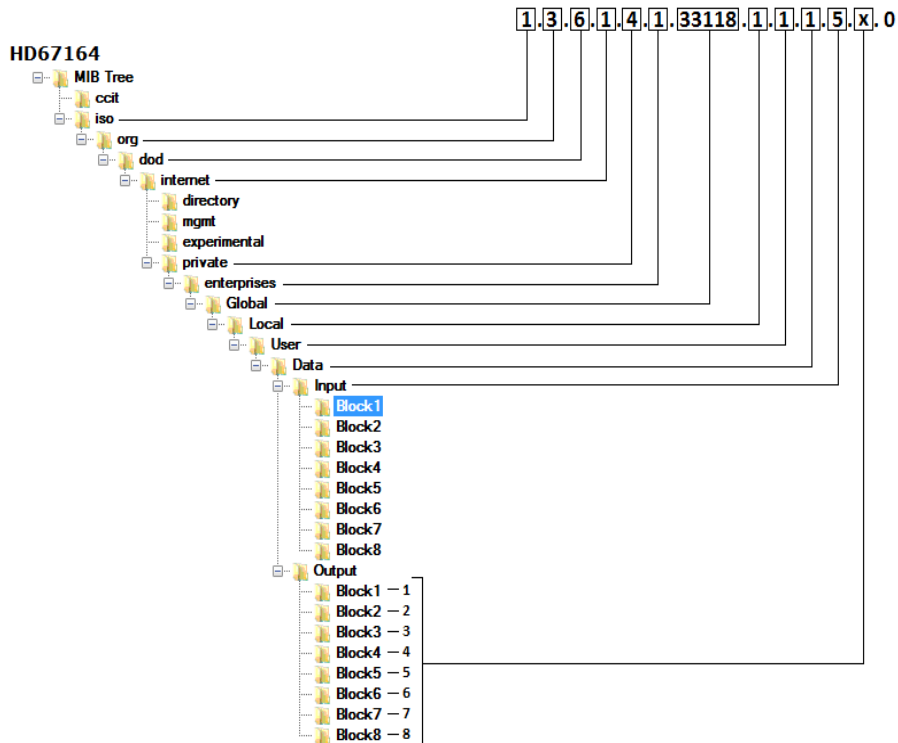 1.3.6.1.4.1.33118.1.1.1.5.x.0
HD67164
MIB Tree
ccit
iso
org
dod
internet
directory
mgmt
experimental
private
enterprises
Global
Local
User
Data
Input
Block1
Block2
Block3
Block4
Block5
Block6
Block7
Block8
Output
Block1 — 1
Block2 — 2
Block3 — 3
Block4 — 4
Block5 — 5
Block6 — 6
Block7 — 7
Block8 — 8